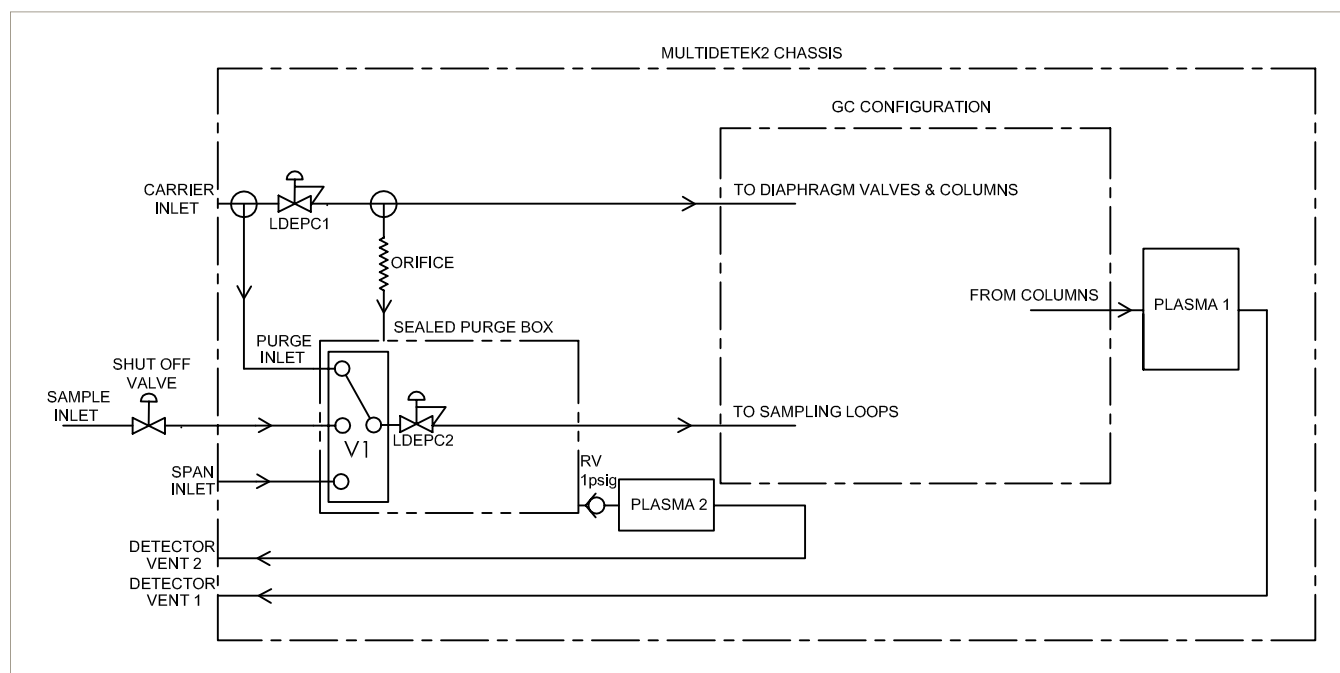 MULTIDETEK2 CHASSIS
GC CONFIGURATION
CARRIER
INLET
LDEPC1
TO DIAPHRAGM VALVES & COLUMNS
ORIFICE
FROM COLUMNS
PLASMA 1
SEALED PURGE BOX
PURGE
INLET
SHUT OFF
VALVE
SAMPLE
INLET
TO SAMPLING LOOPS
LDEPC2
V1
SPAN
INLET
RV
1psig
PLASMA 2
DETECTOR
VENT 2
DETECTOR
VENT 1